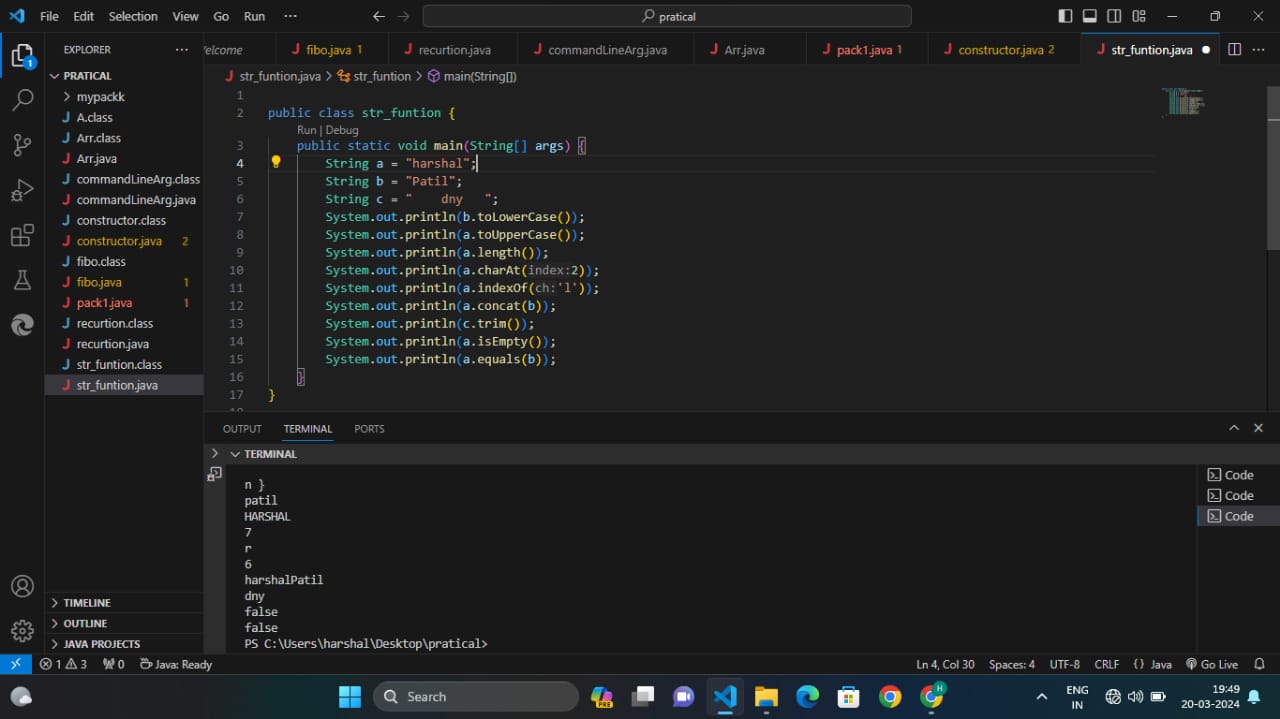 File Edit Selection View Go Run ··· pratical
EXPLORER ···
Welcome fibo.java 1 recurtion.java commandLineArg.java Arr.java pack1.java 1 constructor.java 2 str_funtion.java ···
str_funtion.java > str_funtion > main(String[])
PRATICAL
mypackk
A.class
Arr.class
Arr.java
commandLineArg.class
commandLineArg.java
constructor.class
constructor.java 2
fibo.class
fibo.java 1
pack1.java 1
recurtion.class
recurtion.java
str_funtion.class
str_funtion.java
TIMELINE
OUTLINE
JAVA PROJECTS
1
2 public class str_funtion {
Run | Debug
3 public static void main(String[] args) {
4 String a = "harshal";
5 String b = "Patil";
6 String c = "    dny   ";
7 System.out.println(b.toLowerCase());
8 System.out.println(a.toUpperCase());
9 System.out.println(a.length());
10 System.out.println(a.charAt(index:2));
11 System.out.println(a.indexOf(ch:'l'));
12 System.out.println(a.concat(b));
13 System.out.println(c.trim());
14 System.out.println(a.isEmpty());
15 System.out.println(a.equals(b));
16 }
17 }
OUTPUT TERMINAL PORTS
TERMINAL
n }
patil
HARSHAL
7
r
6
harshalPatil
dny
false
false
PS C:\Users\harshal\Desktop\pratical>
Code
Code
Code
1
1 3 0 Java: Ready Ln 4, Col 30 Spaces: 4 UTF-8 CRLF {} Java Go Live
Search PRE H ENG IN 19:49 20-03-2024